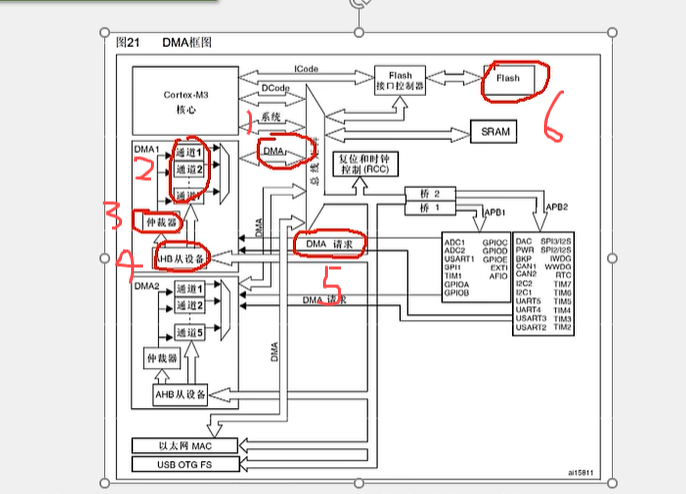 图21 DMA框图
Cortex-M3
核心
ICode
DCode
系统
DMA
总线矩阵
Flash
接口控制器
Flash
SRAM
复位和时钟
控制(RCC)
桥 2
桥 1
APB2
APB1
1
2
3
4
5
6
DMA1
通道1
通道2
仲裁器
AHB从设备
DMA
DMA 请求
DMA 请求
DMA2
通道1
通道2
通道5
仲裁器
AHB从设备
DMA
ADC1
ADC2
USART1
SPI1
TIM1
GPIOA
GPIOB
GPIOC
GPIOD
GPIOE
EXTI
AFIO
DAC
PWR
BKP
CAN1
CAN2
I2C2
I2C1
UART5
UART4
USART3
USART2
SPI3/I2S
SPI2/I2S
IWDG
WWDG
RTC
TIM7
TIM6
TIM5
TIM4
TIM3
TIM2
以太网 MAC
USB OTG FS
ai15811